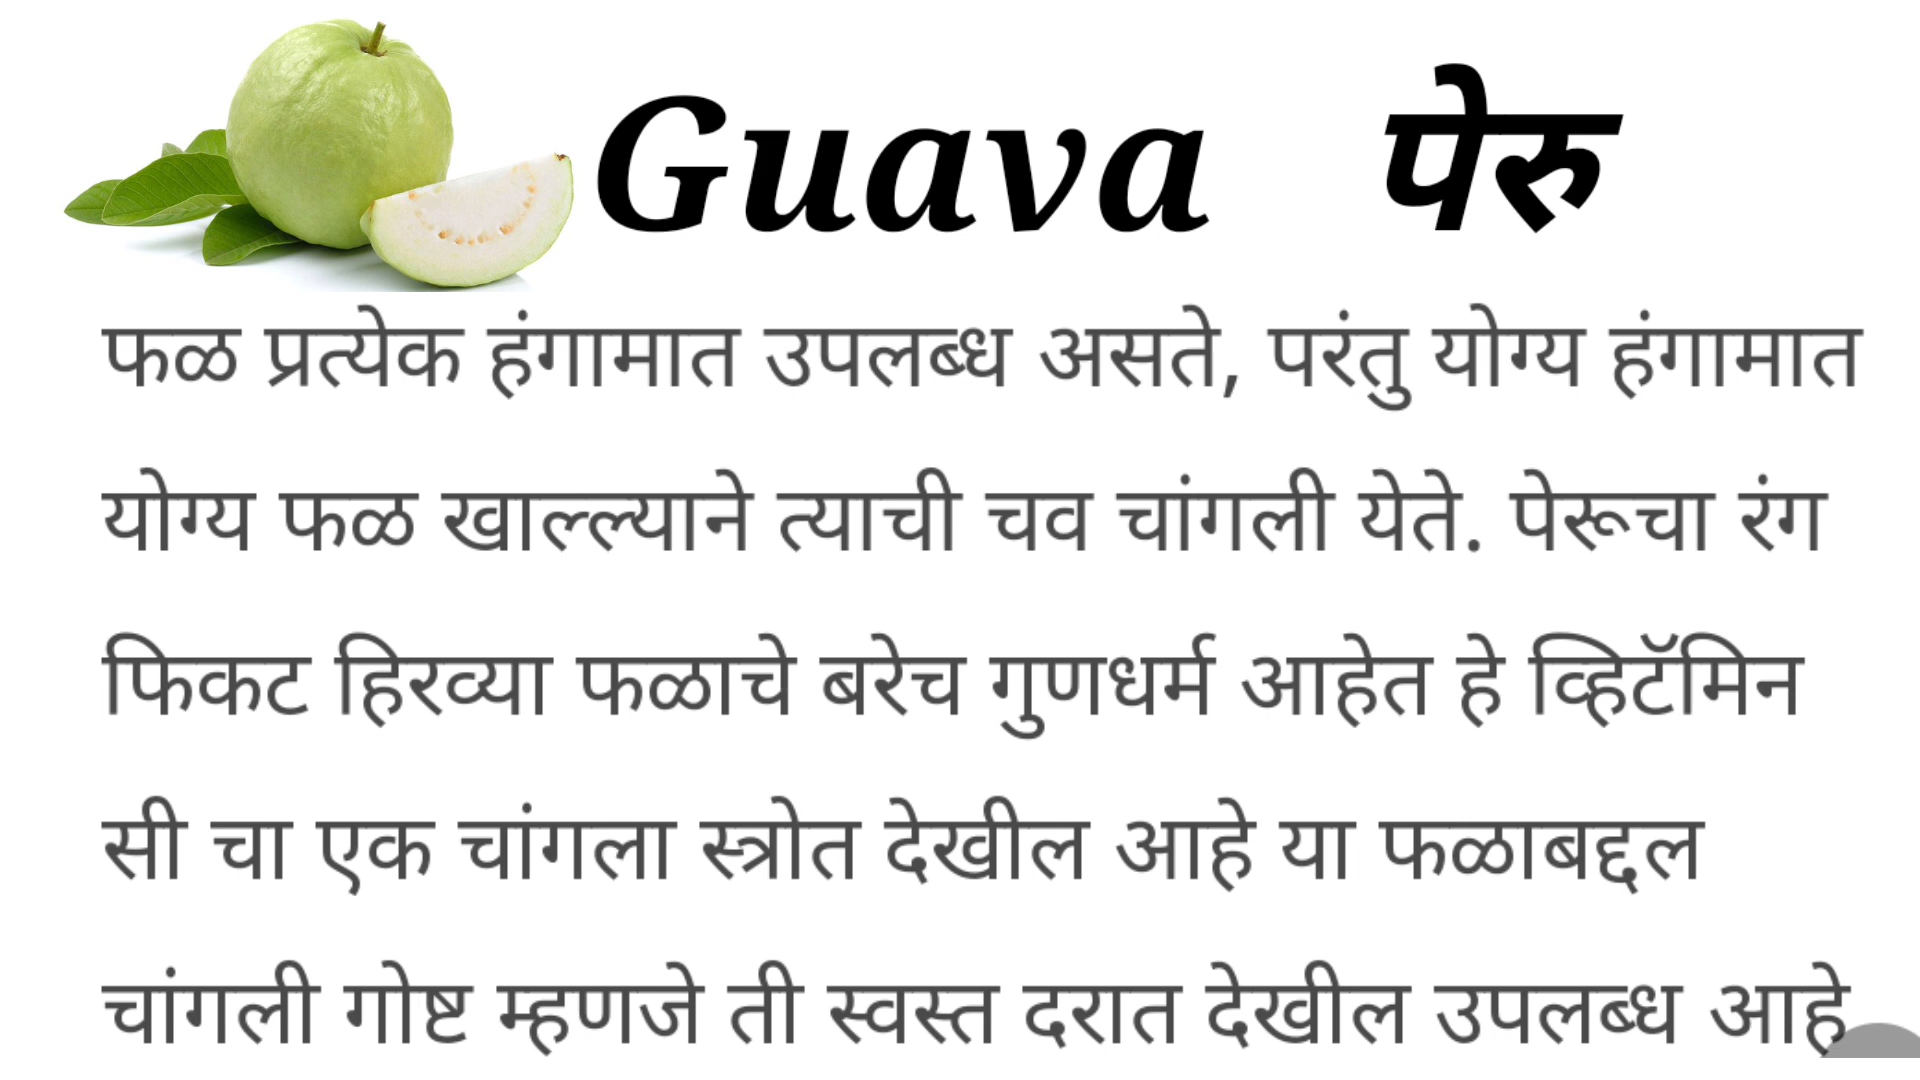 Guava पेरु
फळ प्रत्येक हंगामात उपलब्ध असते, परंतु योग्य हंगामात
योग्य फळ खाल्ल्याने त्याची चव चांगली येते. पेरूचा रंग
फिकट हिरव्या फळाचे बरेच गुणधर्म आहेत हे व्हिटॅमिन
सी चा एक चांगला स्त्रोत देखील आहे या फळाबद्दल
चांगली गोष्ट म्हणजे ती स्वस्त दरात देखील उपलब्ध आहे